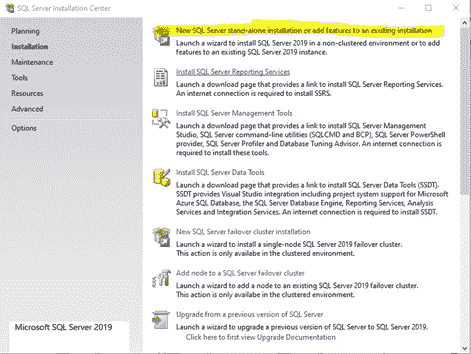 SQL Server Installation Center
Planning
Installation
Maintenance
Tools
Resources
Advanced
Options
Microsoft SQL Server 2019
New SQL Server stand-alone installation or add features to an existing installation
Launch a wizard to install SQL Server 2019 in a non-clustered environment or to add
features to an existing SQL Server 2019 instance.
Install SQL Server Reporting Services
Launch a download page that provides a link to install SQL Server Reporting Services.
An internet connection is required to install SSRS.
Install SQL Server Management Tools
Launch a download page that provides a link to install SQL Server Management
Studio, SQL Server command-line utilities (SQLCMD and BCP), SQL Server PowerShell
provider, SQL Server Profiler and Database Tuning Advisor. An internet connection is
required to install these tools.
Install SQL Server Data Tools
Launch a download page that provides a link to install SQL Server Data Tools (SSDT).
SSDT provides Visual Studio integration including project system support for Microsoft
Azure SQL Database, the SQL Server Database Engine, Reporting Services, Analysis
Services and Integration Services. An internet connection is required to install SSDT.
New SQL Server failover cluster installation
Launch a wizard to install a single-node SQL Server 2019 failover cluster.
This action is only availabe in the clustered environment.
Add node to a SQL Server failover cluster
Launch a wizard to add a node to an existing SQL Server 2019 failover cluster.
This action is only availabe in the clustered environment.
Upgrade from a previous version of SQL Server
Launch a wizard to upgrade a previous version of SQL Server to SQL Server 2019.
Click here to first view Upgrade Documentation